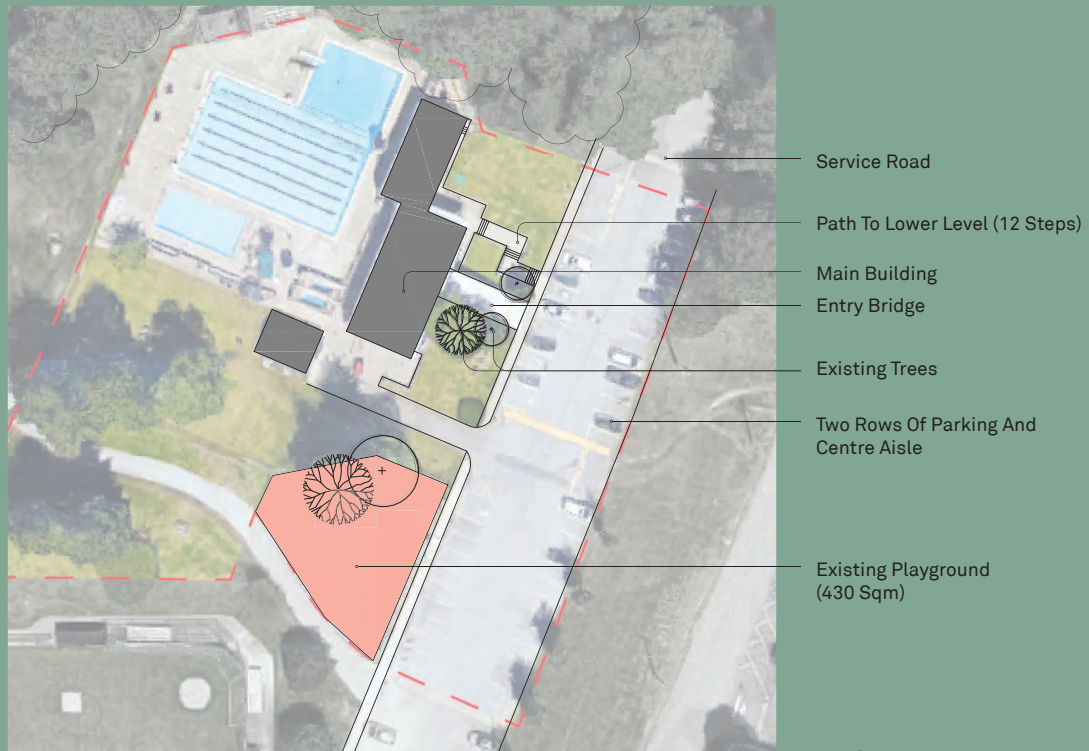 Service Road
Path To Lower Level (12 Steps)
Main Building
Entry Bridge
Existing Trees
Two Rows Of Parking And
Centre Aisle
Existing Playground
(430 Sqm)